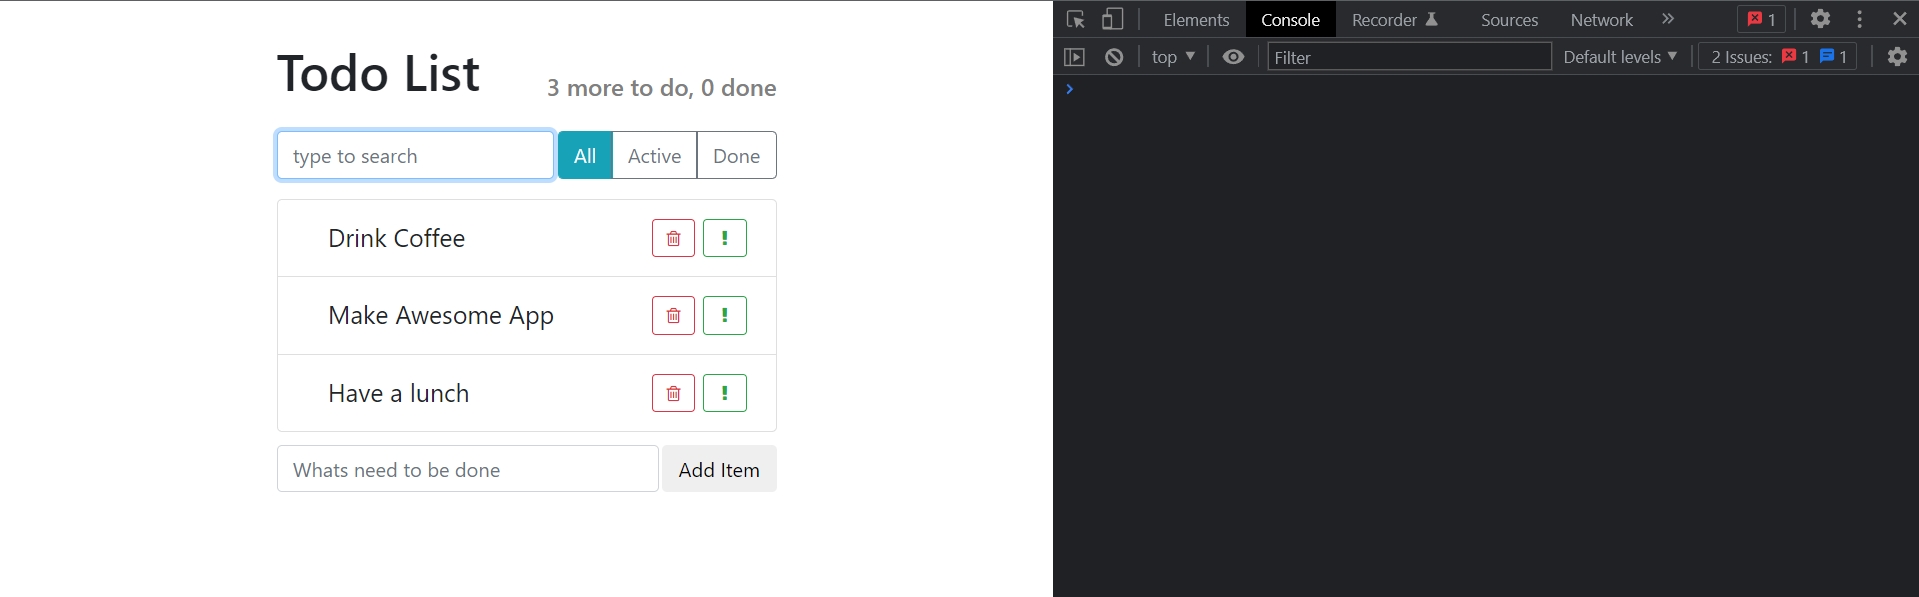 Todo List
3 more to do, 0 done
type to search
All
Active
Done
Drink Coffee
!
Make Awesome App
!
Have a lunch
!
Whats need to be done
Add Item
Elements
Console
Recorder
Sources
Network
»
1
top
Filter
Default levels
2 Issues:
1
1
›